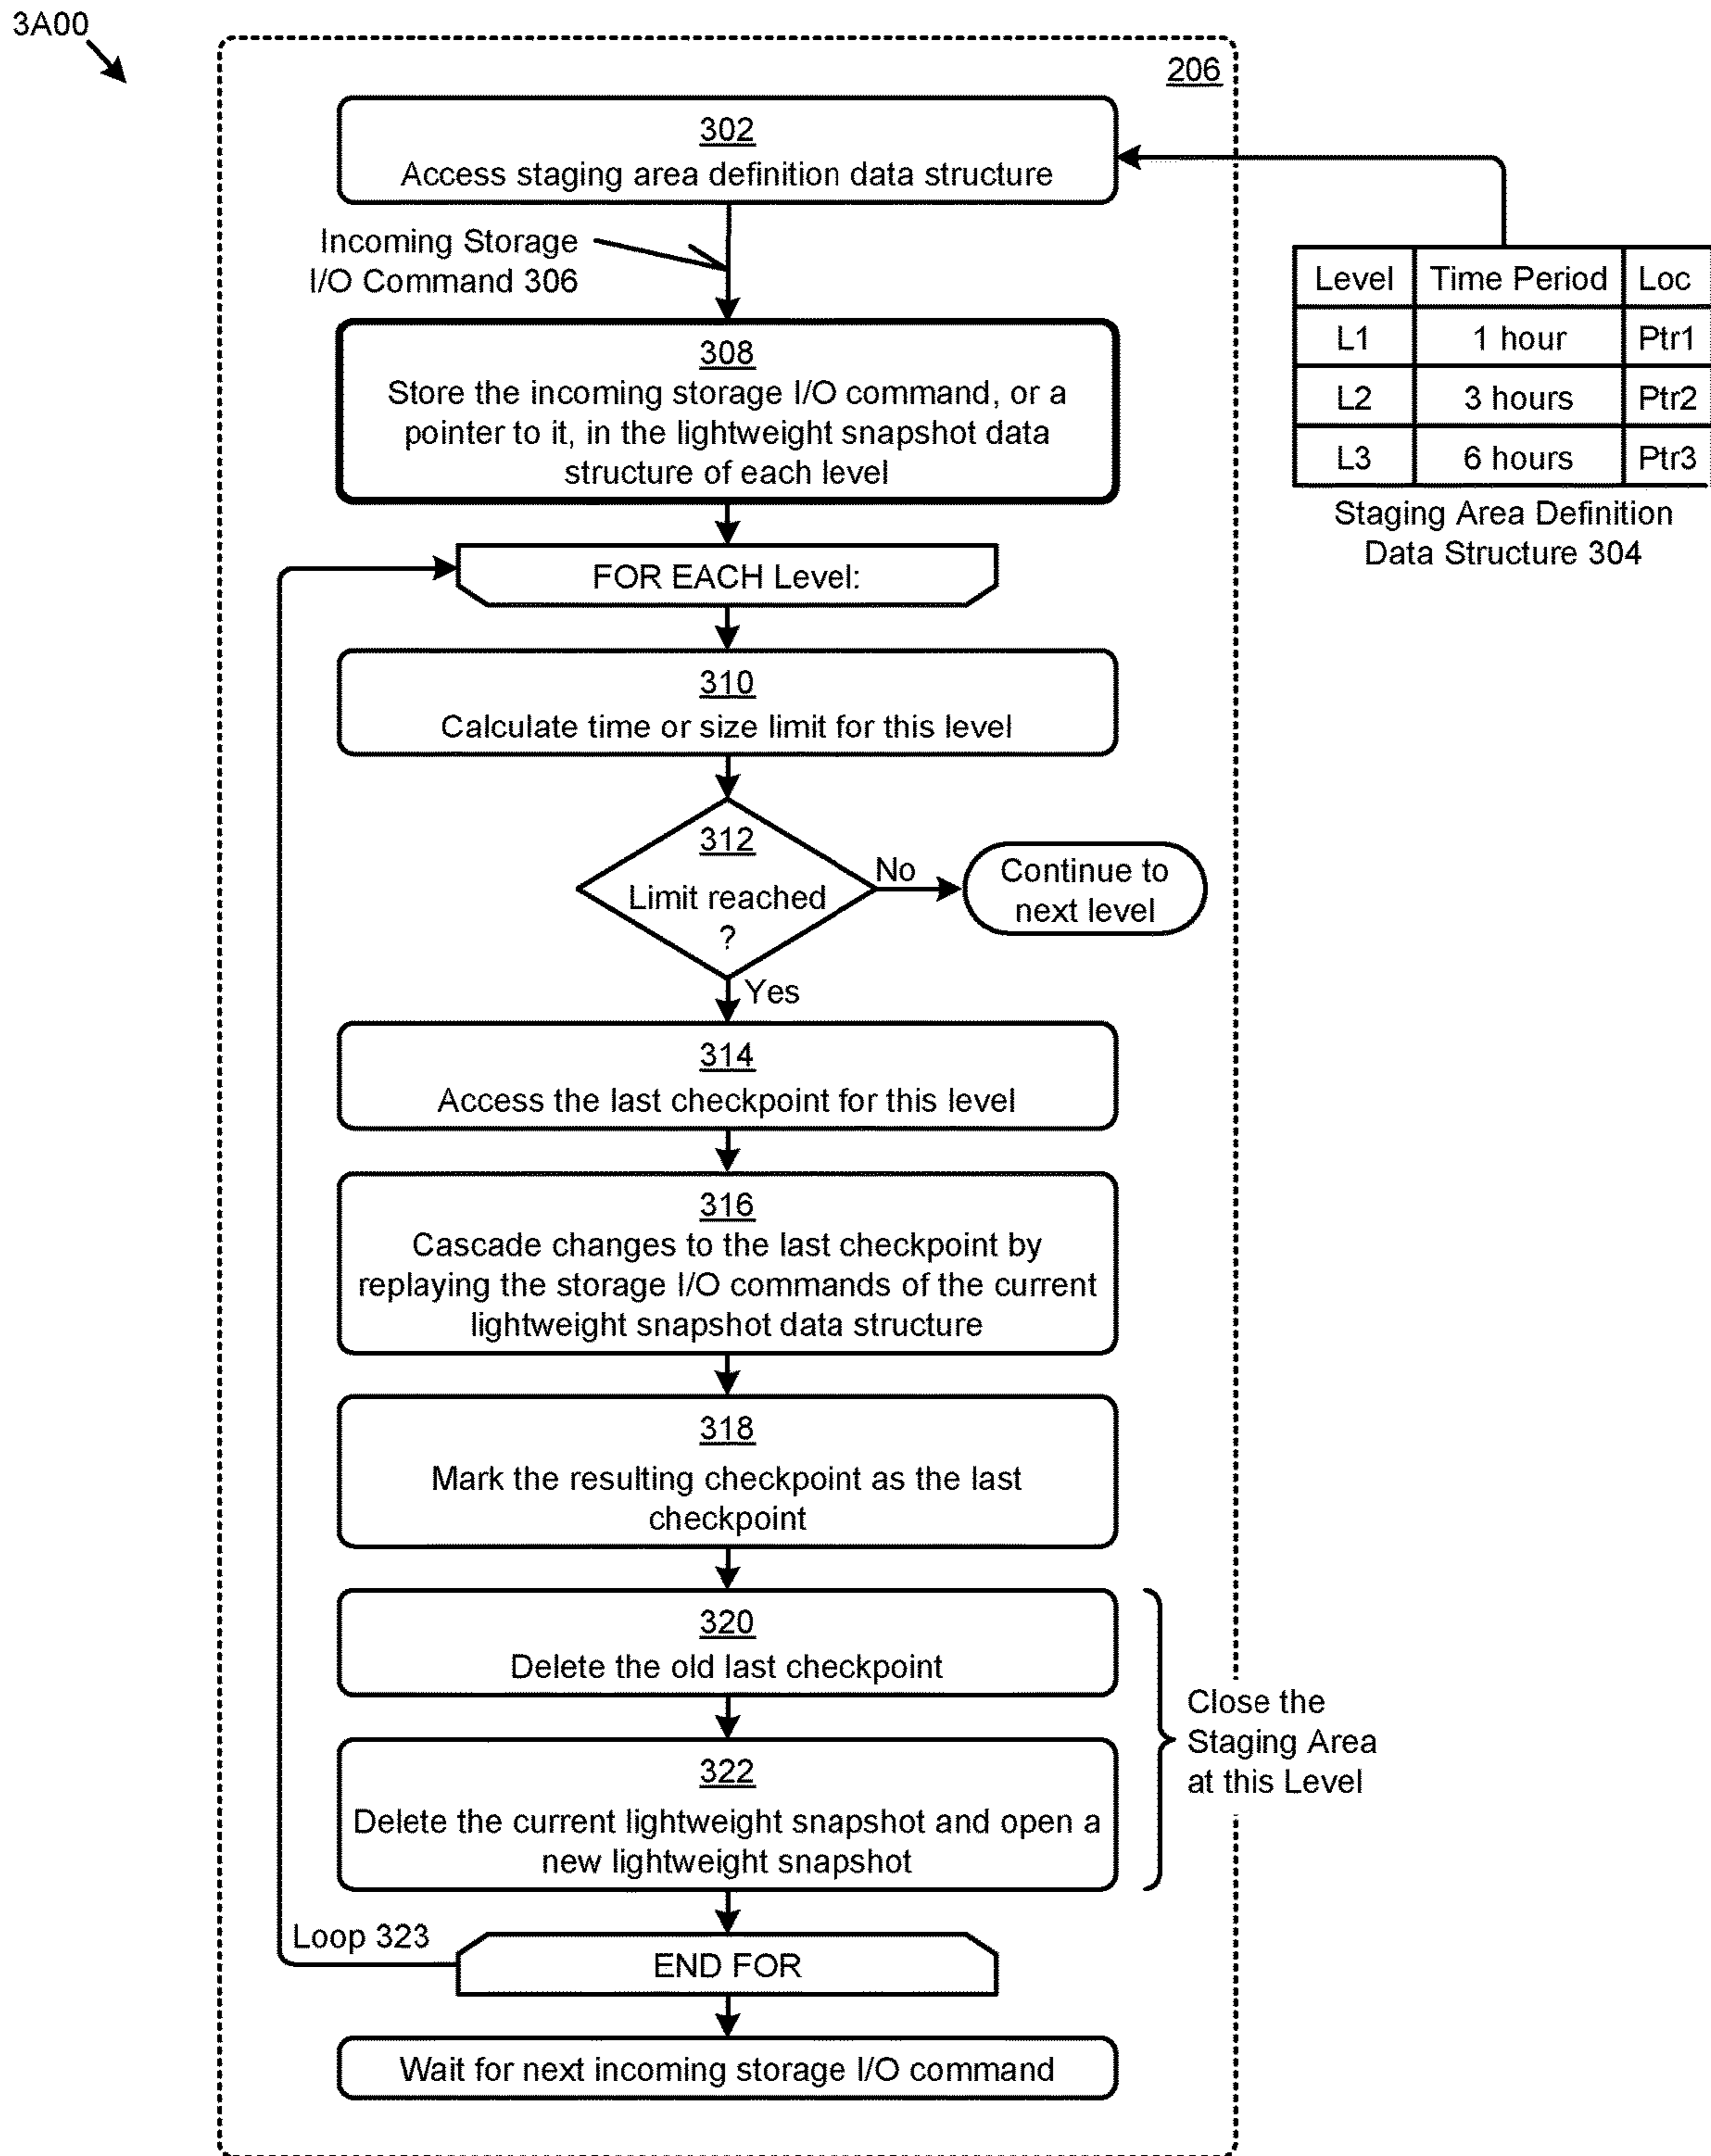 3A00
206
302
Access staging area definition data structure
Incoming Storage
I/O Command 306
Level Time Period Loc
L1 1 hour Ptr1
L2 3 hours Ptr2
L3 6 hours Ptr3
Staging Area Definition
Data Structure 304
308
Store the incoming storage I/O command, or a
pointer to it, in the lightweight snapshot data
structure of each level
FOR EACH Level:
310
Calculate time or size limit for this level
312
Limit reached
?
No
Continue to
next level
Yes
314
Access the last checkpoint for this level
316
Cascade changes to the last checkpoint by
replaying the storage I/O commands of the current
lightweight snapshot data structure
318
Mark the resulting checkpoint as the last
checkpoint
320
Delete the old last checkpoint
322
Delete the current lightweight snapshot and open a
new lightweight snapshot
Close the
Staging Area
at this Level
Loop 323
END FOR
Wait for next incoming storage I/O command